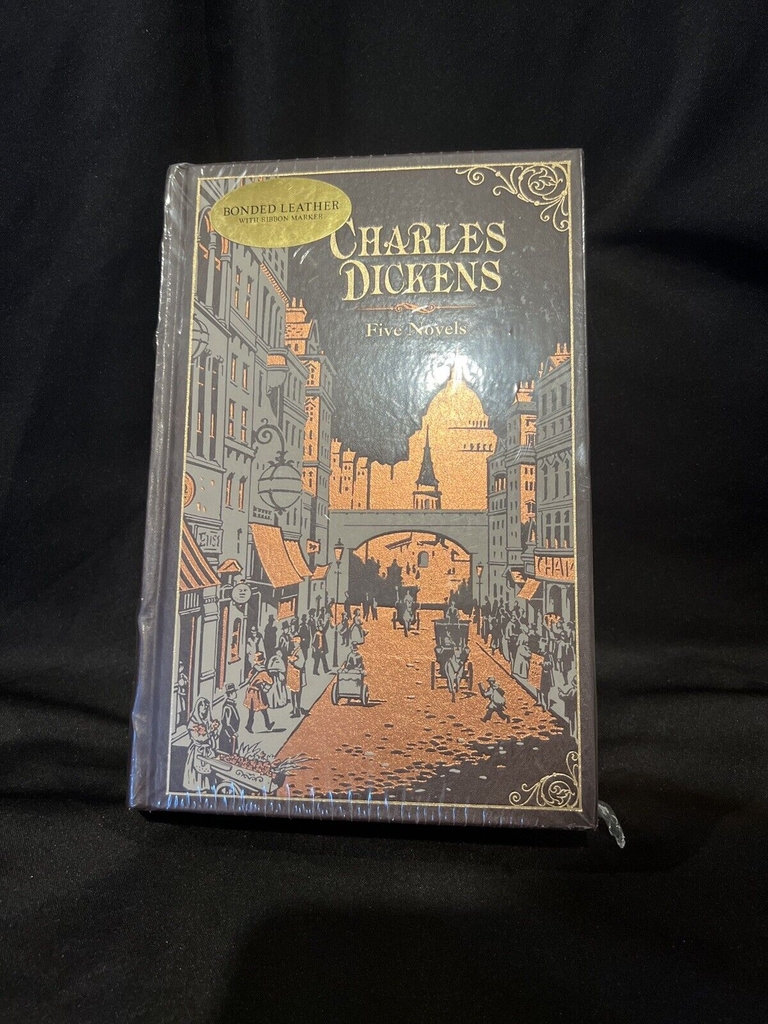 BONDED LEATHER
WITH RIBBON MARKER
CHARLES
DICKENS
Five Novels